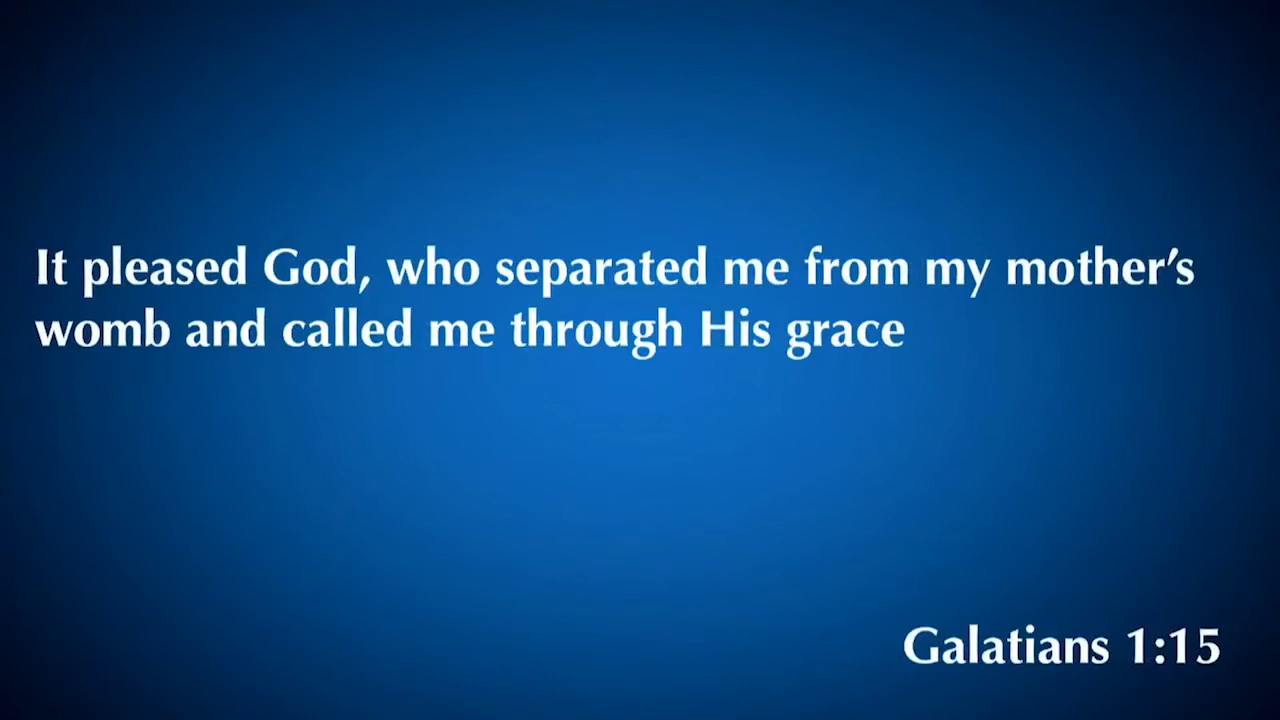 It pleased God, who separated me from my mother’s
womb and called me through His grace
Galatians 1:15